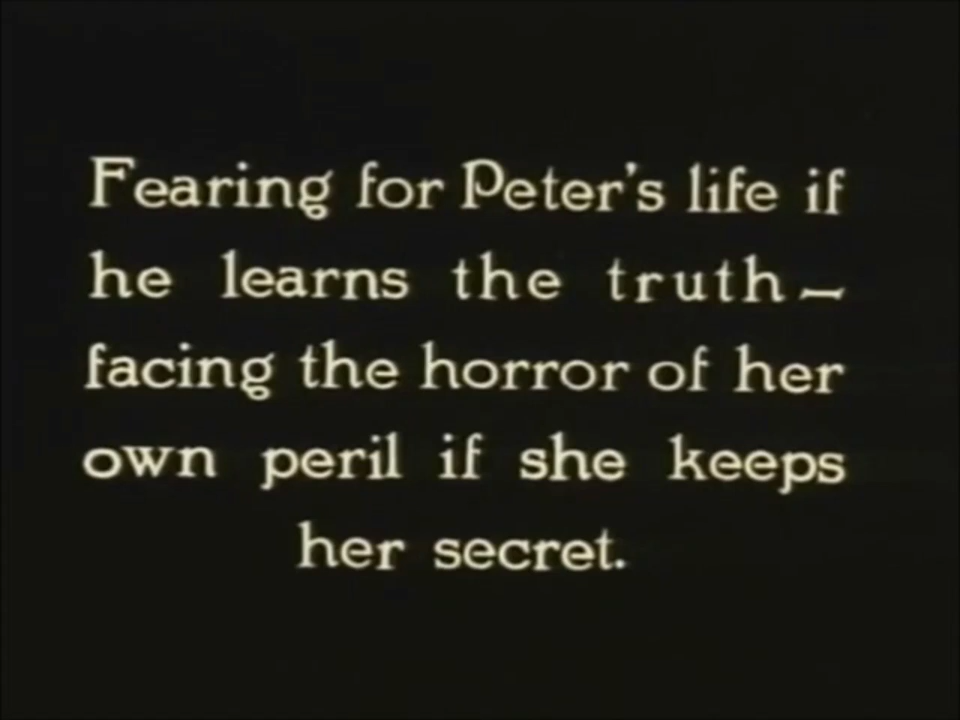 Fearing for Peter's life if
he learns the truth—
facing the horror of her
own peril if she keeps
her secret.